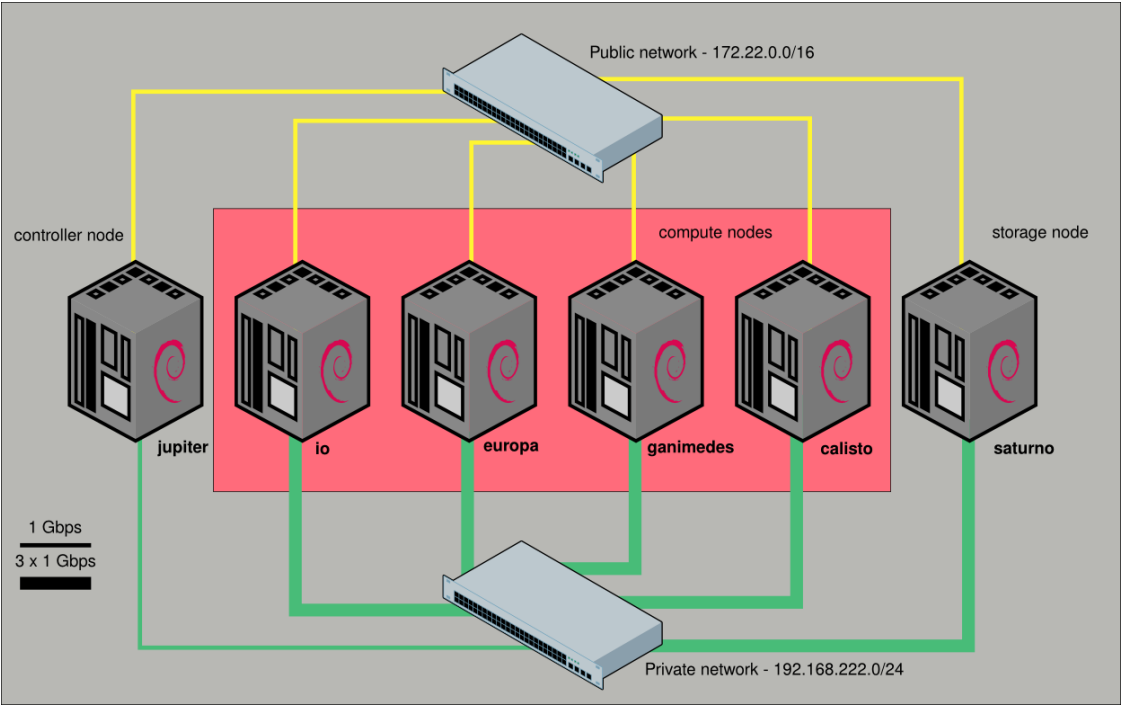 Public network - 172.22.0.0/16
controller node
compute nodes
storage node
jupiter
io
europa
ganimedes
calisto
saturno
1 Gbps
3 x 1 Gbps
Private network - 192.168.222.0/24